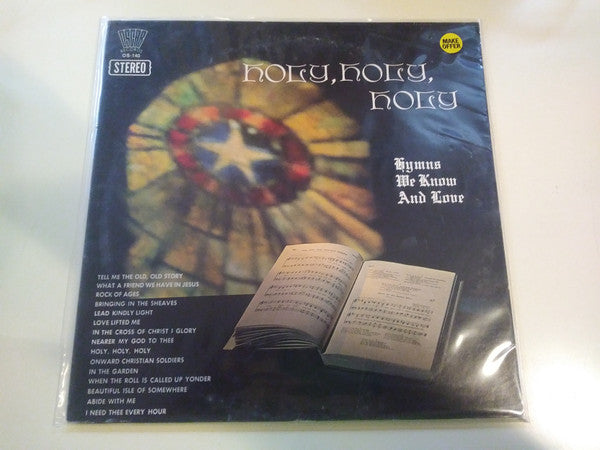 OS-140
STEREO
MAKE
OFFER
HOLY, HOLY,
HOLY
Hymns
We Know
And Love
TELL ME THE OLD, OLD STORY
WHAT A FRIEND WE HAVE IN JESUS
ROCK OF AGES
BRINGING IN THE SHEAVES
LEAD KINDLY LIGHT
LOVE LIFTED ME
IN THE CROSS OF CHRIST I GLORY
NEARER MY GOD TO THEE
HOLY, HOLY, HOLY
ONWARD CHRISTIAN SOLDIERS
IN THE GARDEN
WHEN THE ROLL IS CALLED UP YONDER
BEAUTIFUL ISLE OF SOMEWHERE
ABIDE WITH ME
I NEED THEE EVERY HOUR